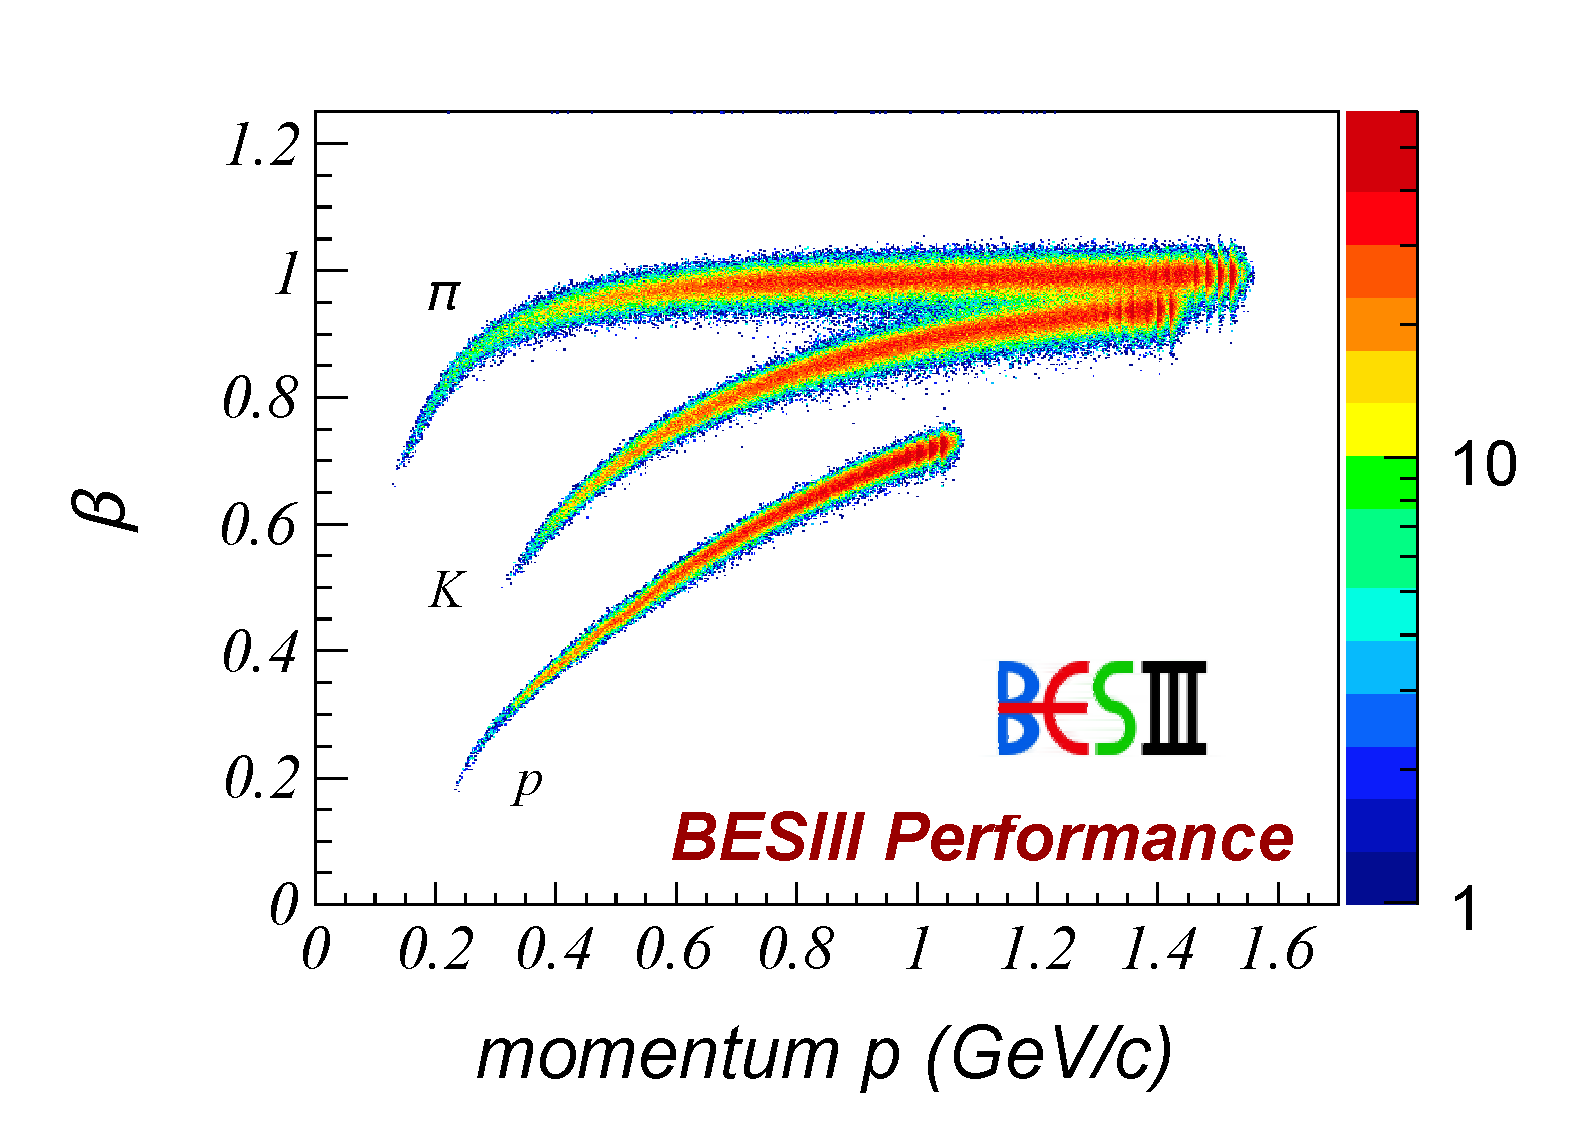 1.2
1
0.8
0.6
0.4
0.2
0
β
π
K
p
BESIII
BESIII Performance
0 0.2 0.4 0.6 0.8 1 1.2 1.4 1.6
momentum p (GeV/c)
10
1